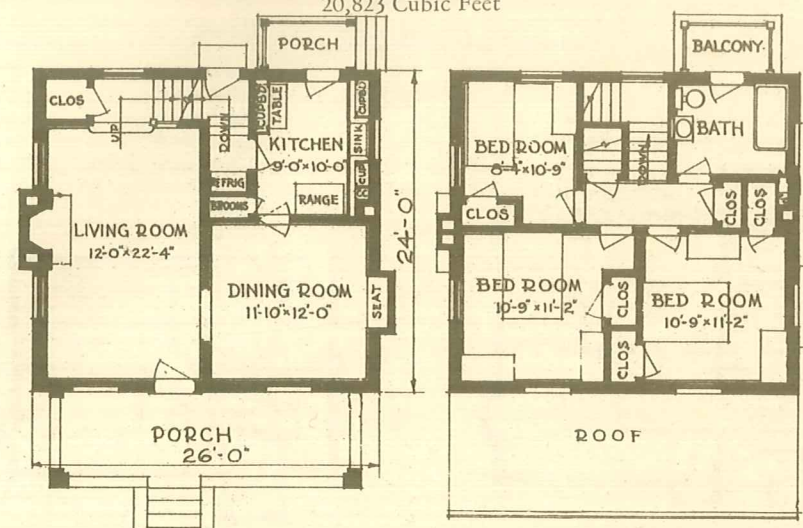 20,823 Cubic Feet
PORCH
CLOS
UP
DOWN
CUPBD
TABLE
KITCHEN
9'-0"x10'-0"
CUPBD
SINK
CUP
REFRIG
BROOMS
RANGE
LIVING ROOM
12'-0"x22'-4"
DINING ROOM
11'-10"x12'-0"
SEAT
24'-0"
PORCH
26'-0"
BALCONY
BED ROOM
8'-4"x10'-9"
DOWN
BATH
CLOS
CLOS
CLOS
BED ROOM
10'-9"x11'-2"
CLOS
CLOS
BED ROOM
10'-9"x11'-2"
ROOF